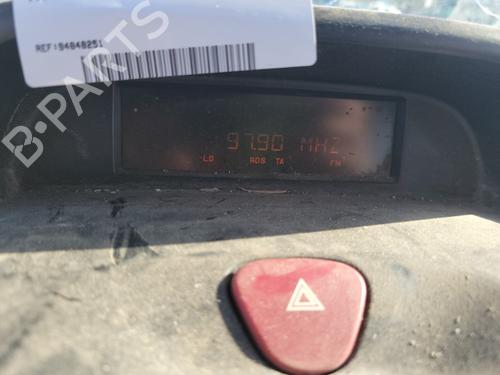 REF:94848251
B-PARTS
97.90 MHZ
LO RDS TA FM